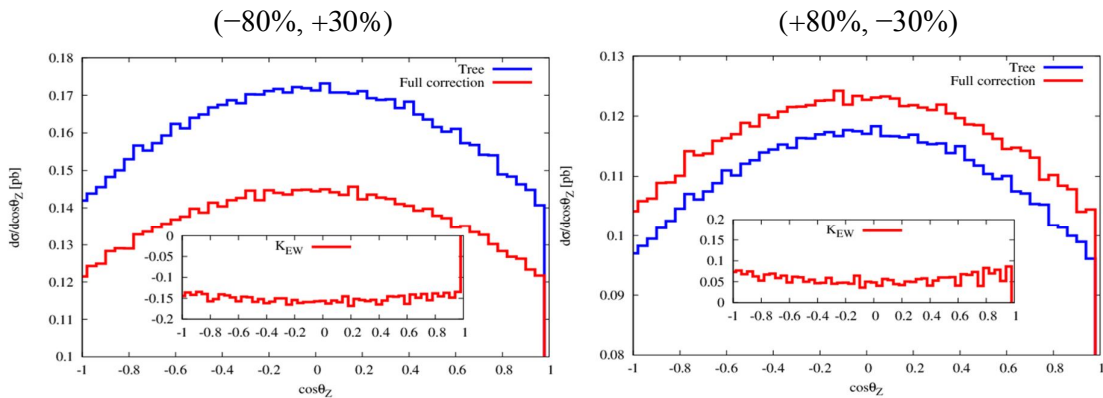 (−80%, +30%)
(+80%, −30%)
0.18
0.17
0.16
0.15
0.14
0.13
0.12
0.11
0.1
dσ/dcosθ_Z [pb]
Tree
Full correction
0
-0.05
-0.1
-0.15
-0.2
K_EW
-1 -0.8 -0.6 -0.4 -0.2 0 0.2 0.4 0.6 0.8 1
-1 -0.8 -0.6 -0.4 -0.2 0 0.2 0.4 0.6 0.8 1
cosθ_Z
0.13
0.12
0.11
0.1
0.09
0.08
dσ/dcosθ_Z [pb]
Tree
Full correction
0.2
0.15
0.1
0.05
0
K_EW
-1 -0.8 -0.6 -0.4 -0.2 0 0.2 0.4 0.6 0.8 1
-1 -0.8 -0.6 -0.4 -0.2 0 0.2 0.4 0.6 0.8 1
cosθ_Z